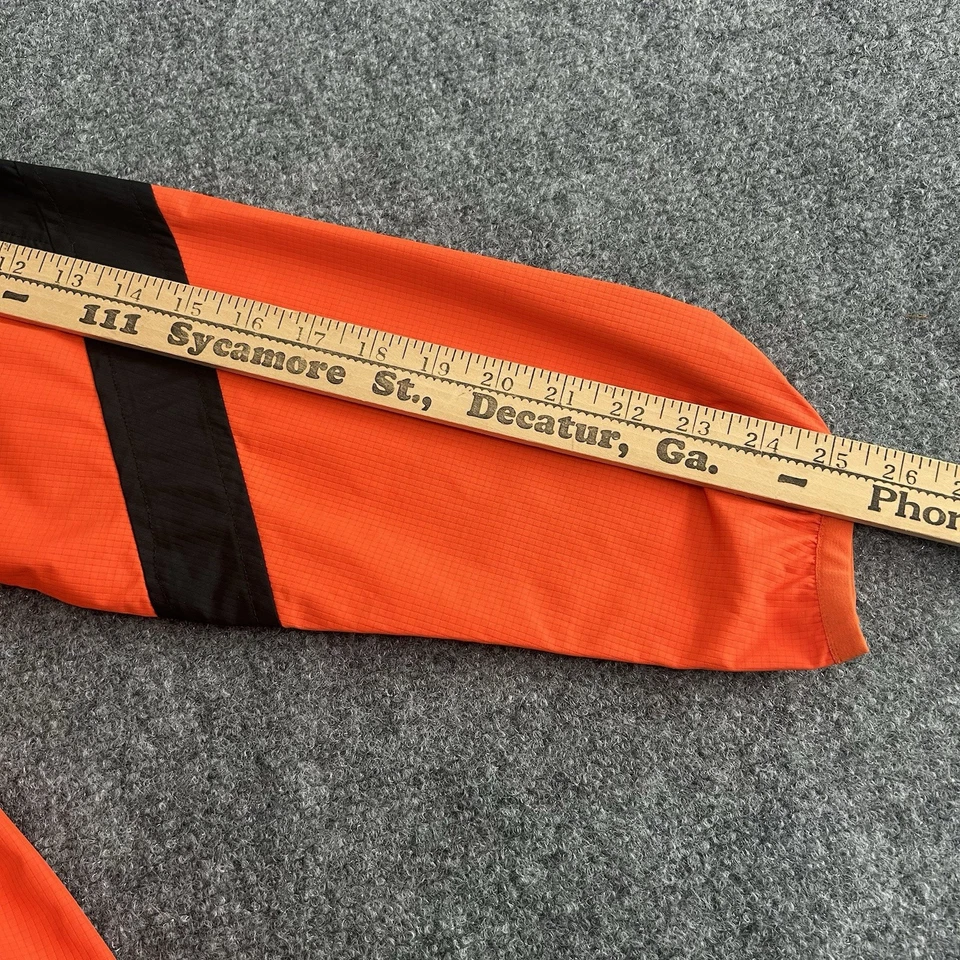 12 13 14 15 16 17 18 19 20 21 22 23 24 25 26
- 111 Sycamore St., Decatur, Ga. - Phon